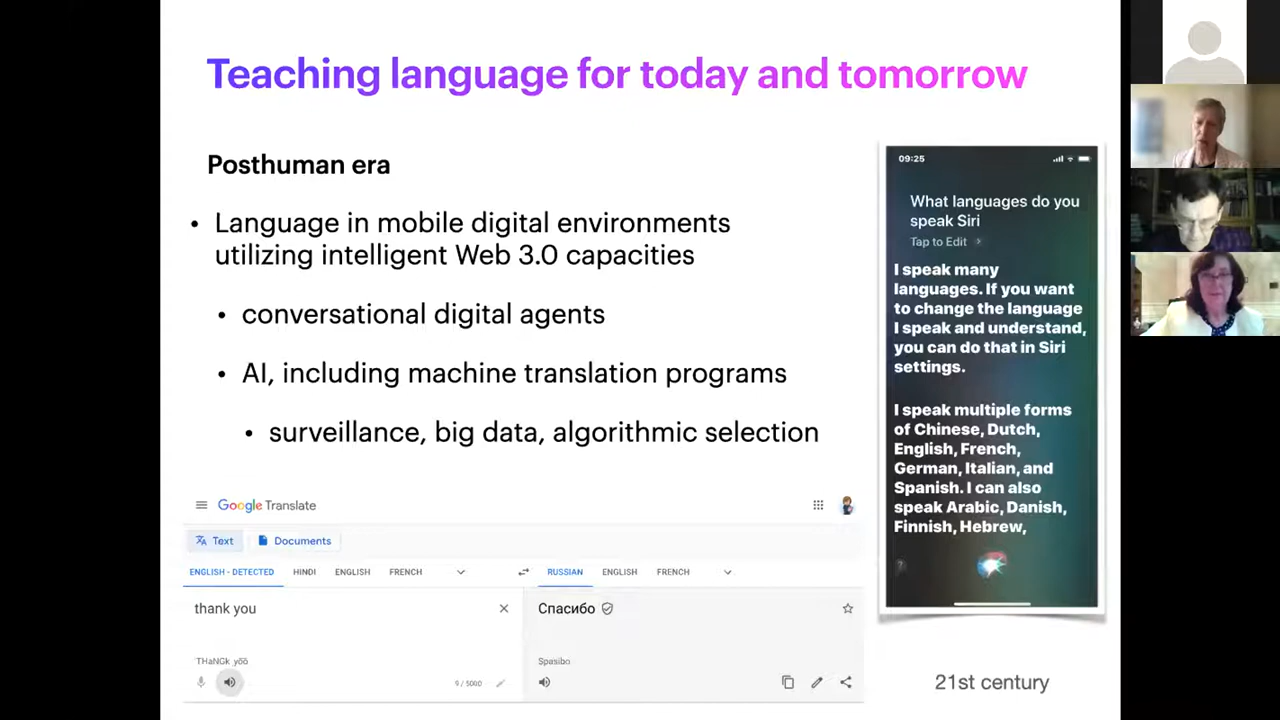 Teaching language for today and tomorrow
Posthuman era
• Language in mobile digital environments
utilizing intelligent Web 3.0 capacities
• conversational digital agents
• AI, including machine translation programs
• surveillance, big data, algorithmic selection
09:25
What languages do you
speak Siri
Tap to Edit
I speak many
languages. If you want
to change the language
I speak and understand,
you can do that in Siri
settings.
I speak multiple forms
of Chinese, Dutch,
English, French,
German, Italian, and
Spanish. I can also
speak Arabic, Danish,
Finnish, Hebrew,
?
Google Translate
Text Documents
ENGLISH - DETECTED HINDI ENGLISH FRENCH RUSSIAN ENGLISH FRENCH
thank you Спасибо
THaNGk yo͞o Spasibo
9 / 5000
21st century